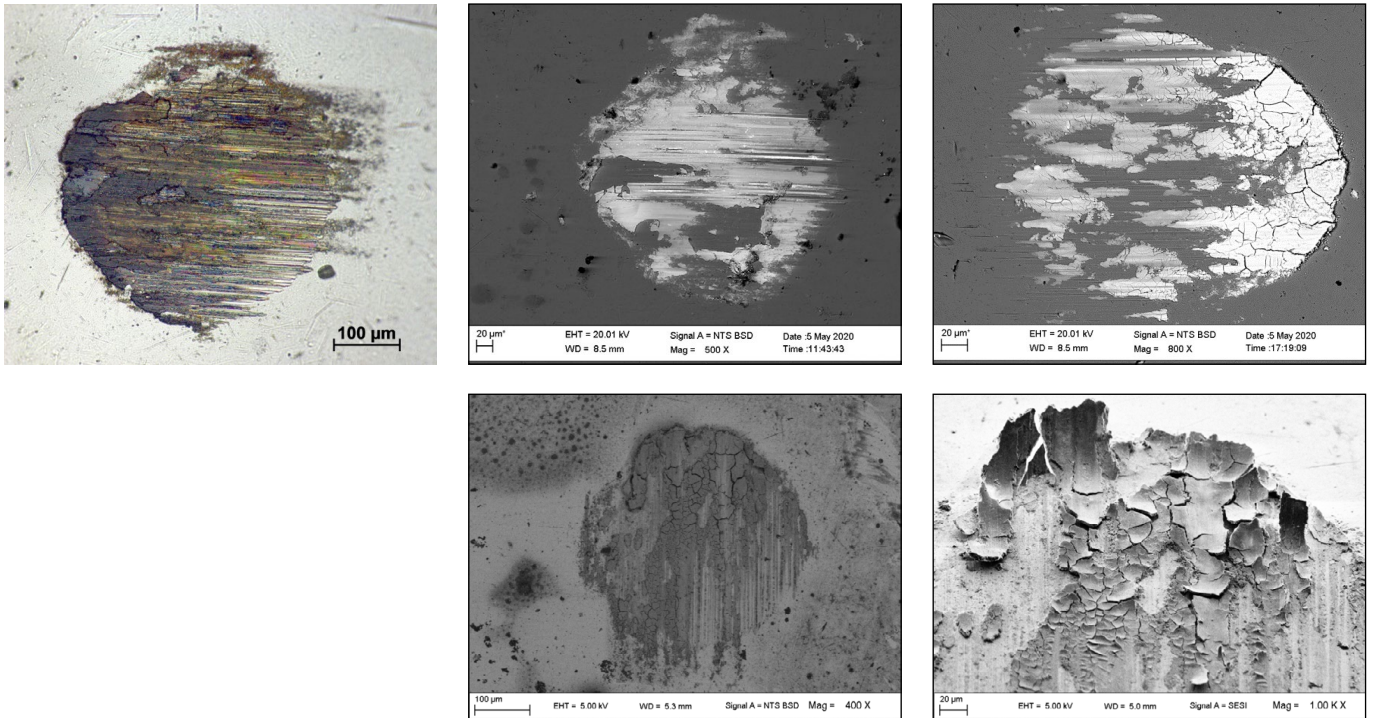 100 µm
20 µm*
EHT = 20.01 kV
Signal A = NTS BSD
Date :5 May 2020
WD = 8.5 mm
Mag = 500 X
Time :11:43:43
20 µm*
EHT = 20.01 kV
Signal A = NTS BSD
Date :5 May 2020
WD = 8.5 mm
Mag = 800 X
Time :17:19:09
100 µm
EHT = 5.00 kV
WD = 5.3 mm
Signal A = NTS BSD
Mag = 400 X
20 µm
EHT = 5.00 kV
WD = 5.0 mm
Signal A = SESI
Mag = 1.00 K X